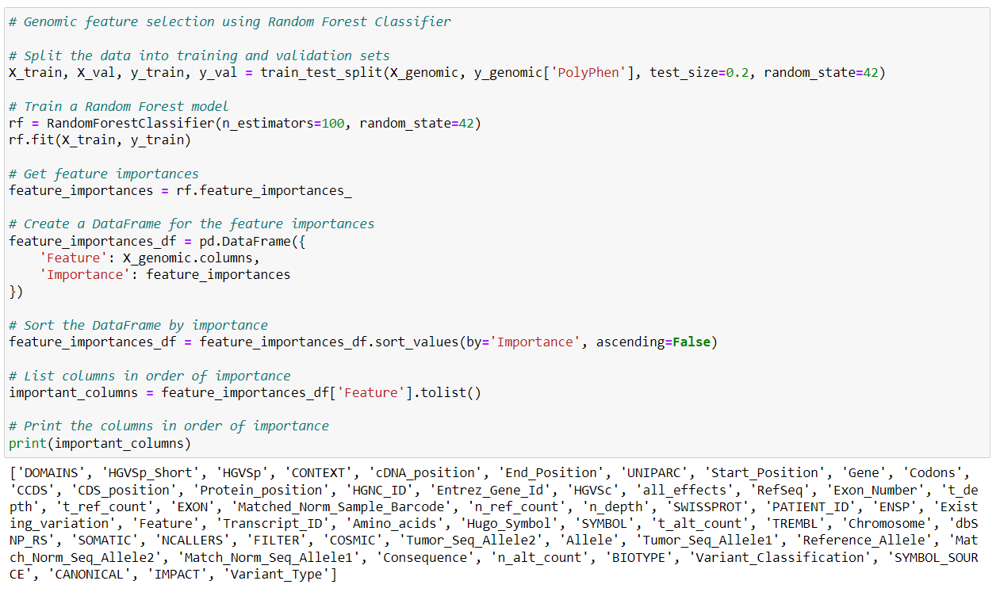 # Genomic feature selection using Random Forest Classifier
# Split the data into training and validation sets
X_train, X_val, y_train, y_val = train_test_split(X_genomic, y_genomic['PolyPhen'], test_size=0.2, random_state=42)
# Train a Random Forest model
rf = RandomForestClassifier(n_estimators=100, random_state=42)
rf.fit(X_train, y_train)
# Get feature importances
feature_importances = rf.feature_importances_
# Create a DataFrame for the feature importances
feature_importances_df = pd.DataFrame({
    'Feature': X_genomic.columns,
    'Importance': feature_importances
})
# Sort the DataFrame by importance
feature_importances_df = feature_importances_df.sort_values(by='Importance', ascending=False)
# List columns in order of importance
important_columns = feature_importances_df['Feature'].tolist()
# Print the columns in order of importance
print(important_columns)
['DOMAINS', 'HGVSp_Short', 'HGVSp', 'CONTEXT', 'cDNA_position', 'End_Position', 'UNIPARC', 'Start_Position', 'Gene', 'Codons',
'CCDS', 'CDS_position', 'Protein_position', 'HGNC_ID', 'Entrez_Gene_Id', 'HGVSc', 'all_effects', 'RefSeq', 'Exon_Number', 't_de
pth', 't_ref_count', 'EXON', 'Matched_Norm_Sample_Barcode', 'n_ref_count', 'n_depth', 'SWISSPROT', 'PATIENT_ID', 'ENSP', 'Exist
ing_variation', 'Feature', 'Transcript_ID', 'Amino_acids', 'Hugo_Symbol', 'SYMBOL', 't_alt_count', 'TREMBL', 'Chromosome', 'dbS
NP_RS', 'SOMATIC', 'NCALLERS', 'FILTER', 'COSMIC', 'Tumor_Seq_Allele2', 'Allele', 'Tumor_Seq_Allele1', 'Reference_Allele', 'Mat
ch_Norm_Seq_Allele2', 'Match_Norm_Seq_Allele1', 'Consequence', 'n_alt_count', 'BIOTYPE', 'Variant_Classification', 'SYMBOL_SOUR
CE', 'CANONICAL', 'IMPACT', 'Variant_Type']